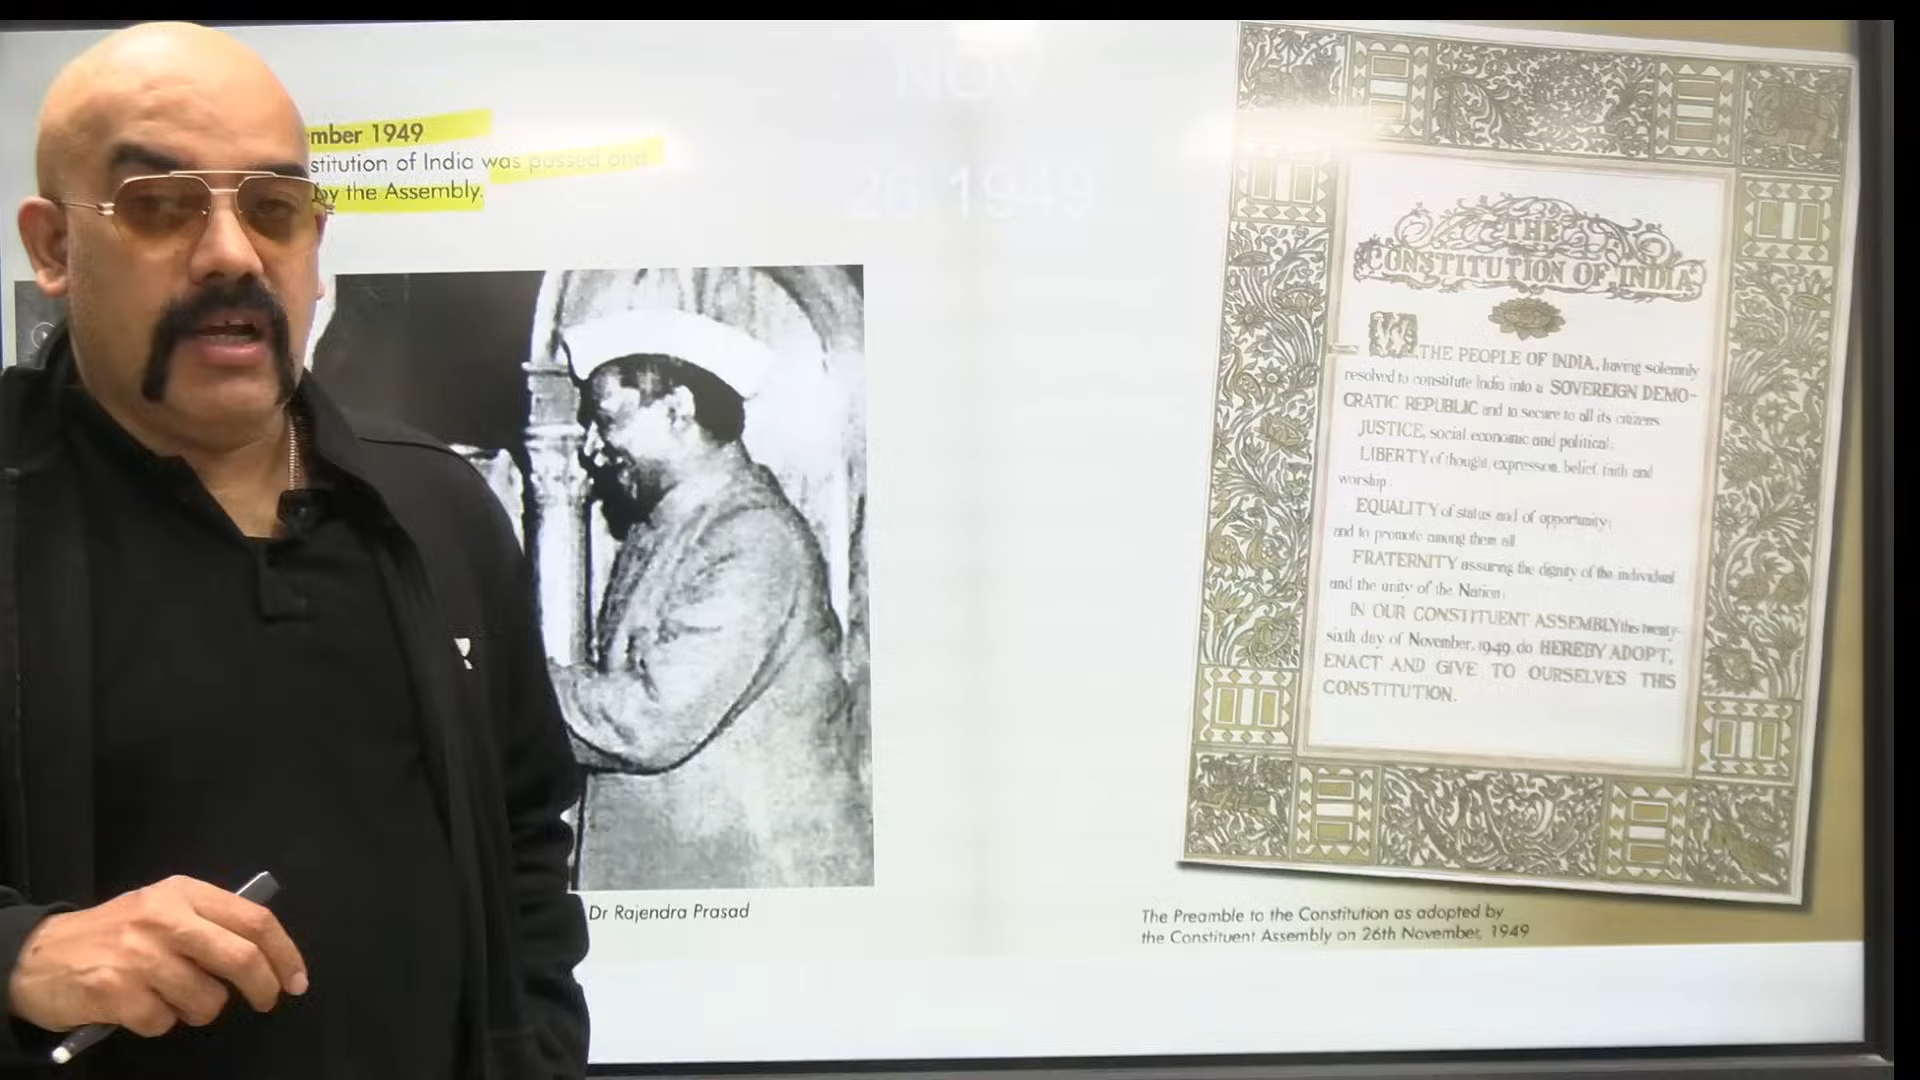 NOV
26 1949
mber 1949
stitution of India was passed and
by the Assembly.
Dr Rajendra Prasad
THE
CONSTITUTION OF INDIA
WE, THE PEOPLE OF INDIA, having solemnly
resolved to constitute India into a SOVEREIGN DEMO-
CRATIC REPUBLIC and to secure to all its citizens:
JUSTICE, social, economic and political;
LIBERTY of thought, expression, belief, faith and
worship;
EQUALITY of status and of opportunity;
and to promote among them all
FRATERNITY assuring the dignity of the individual
and the unity of the Nation;
IN OUR CONSTITUENT ASSEMBLY this twenty-
sixth day of November, 1949, do HEREBY ADOPT,
ENACT AND GIVE TO OURSELVES THIS
CONSTITUTION.
The Preamble to the Constitution as adopted by
the Constituent Assembly on 26th November, 1949